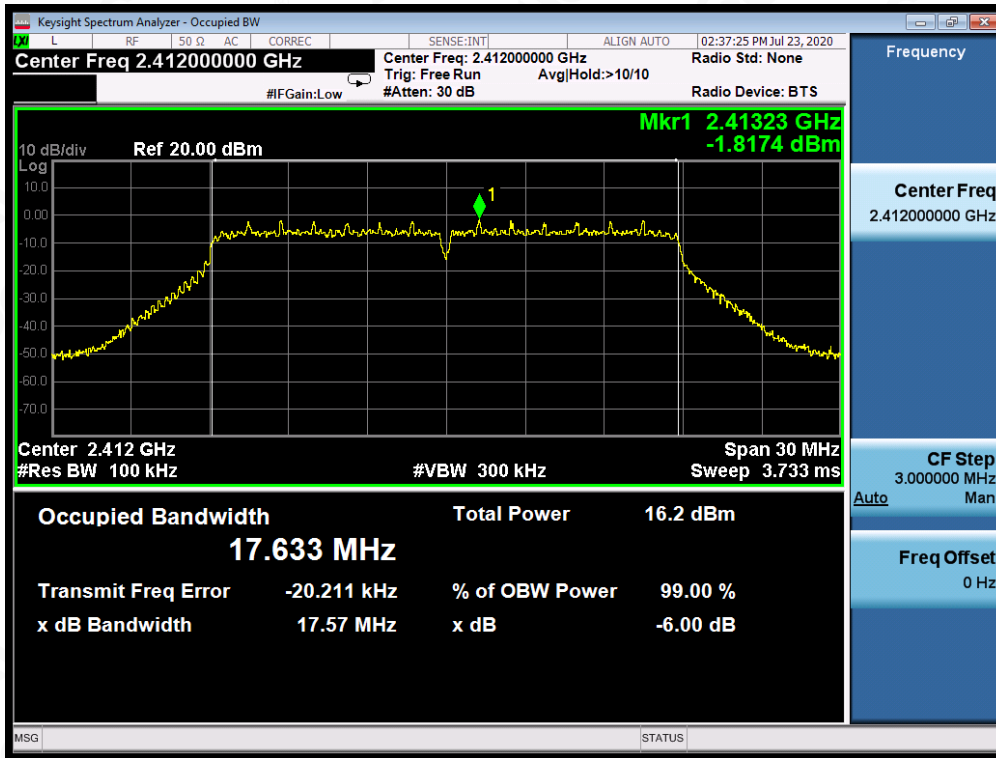 Keysight Spectrum Analyzer - Occupied BW
LXI L RF 50 Ω AC CORREC SENSE:INT ALIGN AUTO 02:37:25 PM Jul 23, 2020
Center Freq 2.412000000 GHz
Center Freq: 2.412000000 GHz
Radio Std: None
Trig: Free Run Avg|Hold:>10/10
#IFGain:Low
#Atten: 30 dB
Radio Device: BTS
Mkr1 2.41323 GHz
-1.8174 dBm
10 dB/div Ref 20.00 dBm
Log
10.0
0.00
-10.0
-20.0
-30.0
-40.0
-50.0
-60.0
-70.0
1
Center 2.412 GHz Span 30 MHz
#Res BW 100 kHz #VBW 300 kHz Sweep 3.733 ms
Occupied Bandwidth Total Power 16.2 dBm
17.633 MHz
Transmit Freq Error -20.211 kHz % of OBW Power 99.00 %
x dB Bandwidth 17.57 MHz x dB -6.00 dB
MSG STATUS
Frequency
Center Freq
2.412000000 GHz
CF Step
3.000000 MHz
Auto Man
Freq Offset
0 Hz